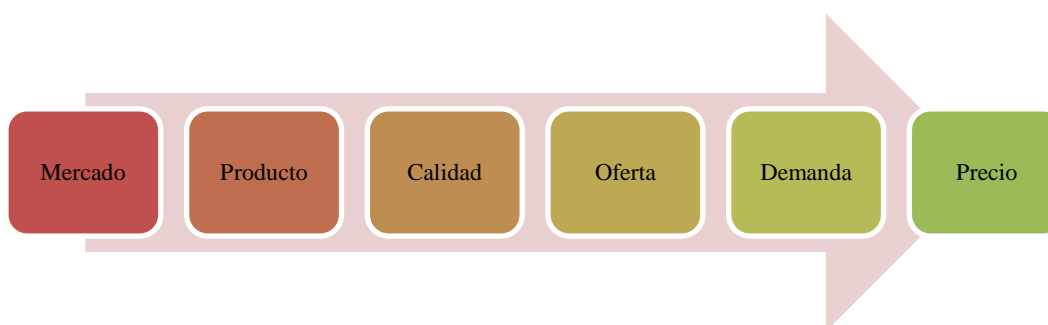 Mercado
Producto
Calidad
Oferta
Demanda
Precio